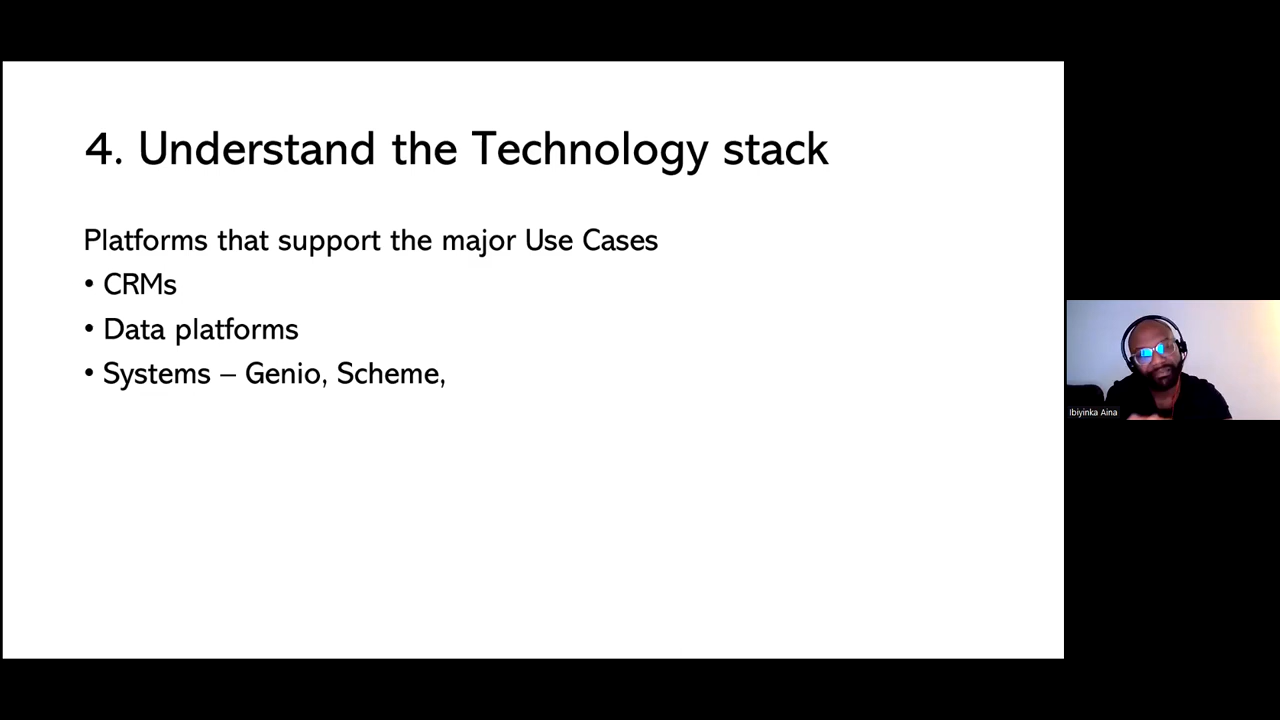 4. Understand the Technology stack
Platforms that support the major Use Cases
• CRMs
• Data platforms
• Systems – Genio, Scheme,
Ibiyinka Aina